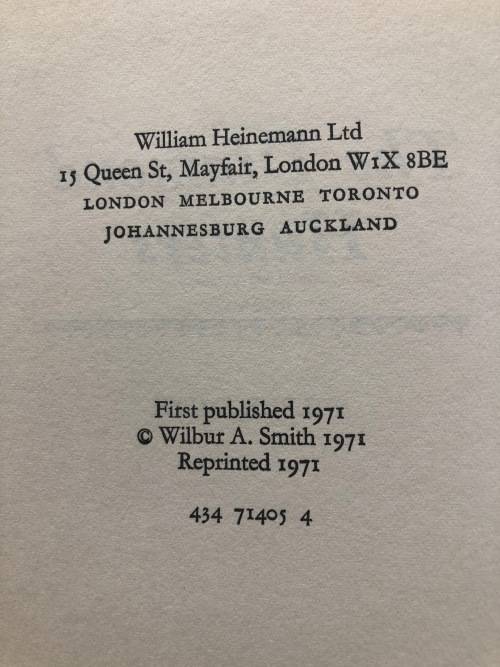 William Heinemann Ltd
15 Queen St, Mayfair, London W1X 8BE
LONDON MELBOURNE TORONTO
JOHANNESBURG AUCKLAND
First published 1971
© Wilbur A. Smith 1971
Reprinted 1971
434 71405 4